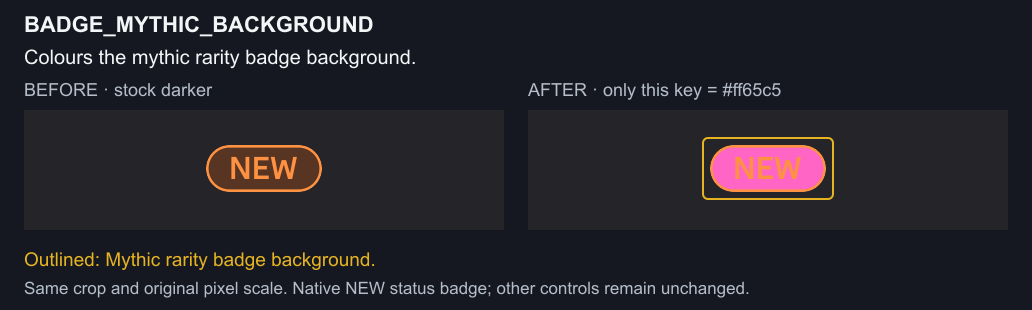 BADGE_MYTHIC_BACKGROUND
Colours the mythic rarity badge background.
BEFORE · stock darker
AFTER · only this key = #ff65c5
NEW
NEW
Outlined: Mythic rarity badge background.
Same crop and original pixel scale. Native NEW status badge; other controls remain unchanged.